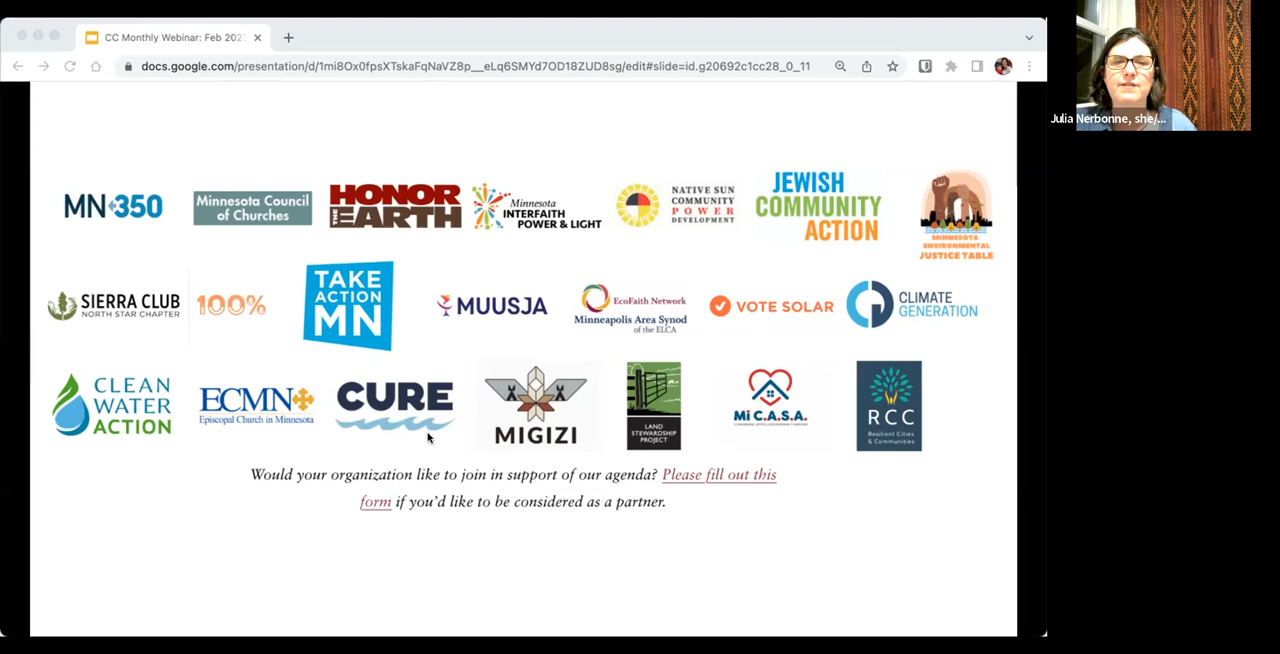 CC Monthly Webinar: Feb 202
docs.google.com/presentation/d/1mi8Ox0fpsXTskaFqNaVZ8p__eLq6SMYd7OD18ZUD8sg/edit#slide=id.g20692c1cc28_0_11
Julia Nerbonne, she/...
MN350
Minnesota Council
of Churches
HONOR
THE EARTH
Minnesota
INTERFAITH
POWER & LIGHT
NATIVE SUN
COMMUNITY
POWER
DEVELOPMENT
JEWISH
COMMUNITY
ACTION
MINNESOTA
ENVIRONMENTAL
JUSTICE TABLE
SIERRA CLUB
NORTH STAR CHAPTER
100%
TAKE
ACTION
MN
MUUSJA
EcoFaith Network
Minneapolis Area Synod
of the ELCA
VOTE SOLAR
CLIMATE
GENERATION
CLEAN
WATER
ACTION
ECMN
Episcopal Church in Minnesota
CURE
MIGIZI
LAND
STEWARDSHIP
PROJECT
Mi C.A.S.A.
RCC
Resilient Cities
& Communities
Would your organization like to join in support of our agenda? Please fill out this
form if you'd like to be considered as a partner.